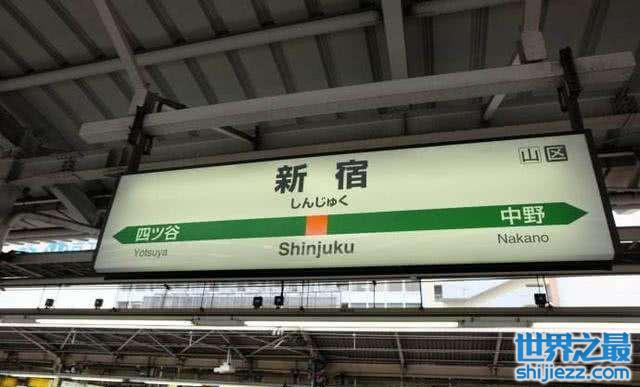 新宿
山区
しんじゅく
四ツ谷
中野
Yotsuya
Shinjuku
Nakano
世界之最
shijiezz.com